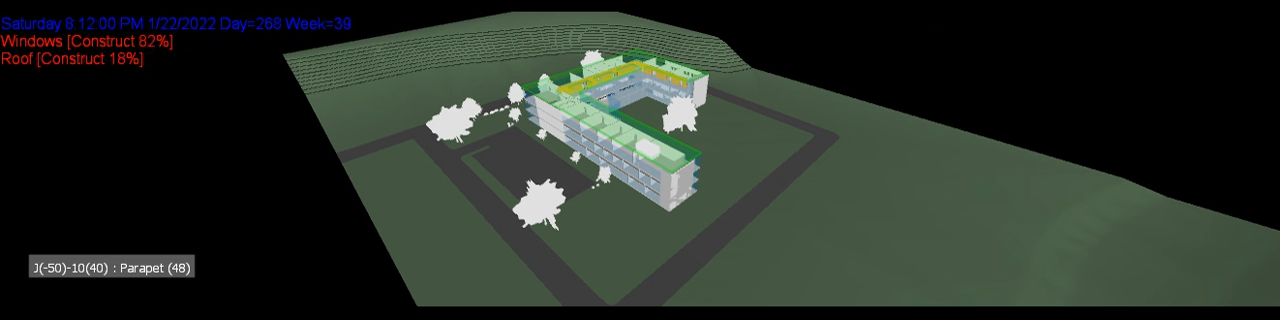 Saturday 8:12:00 PM 1/22/2022 Day=268 Week=39
Windows [Construct 82%]
Roof [Construct 18%]
J(-50)-10(40) : Parapet (48)